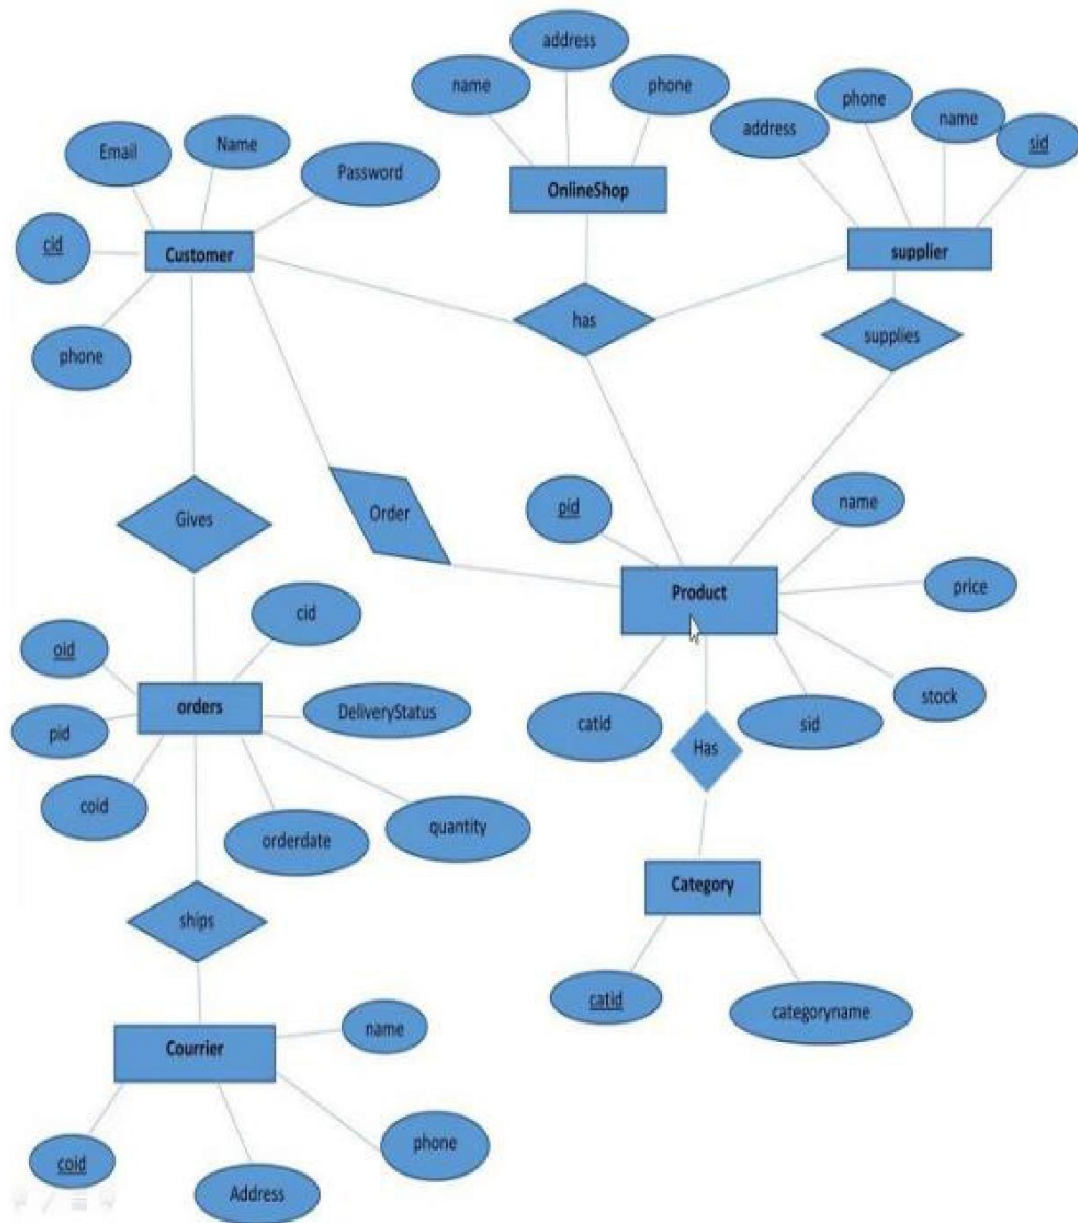 address
name
phone
phone
name
address
sid
Email
Name
Password
OnlineShop
cid
Customer
supplier
has
supplies
phone
pid
name
Gives
Order
Product
price
cid
oid
orders
DeliveryStatus
catid
sid
stock
pid
Has
coid
orderdate
quantity
Category
ships
catid
categoryname
name
Courrier
coid
Address
phone